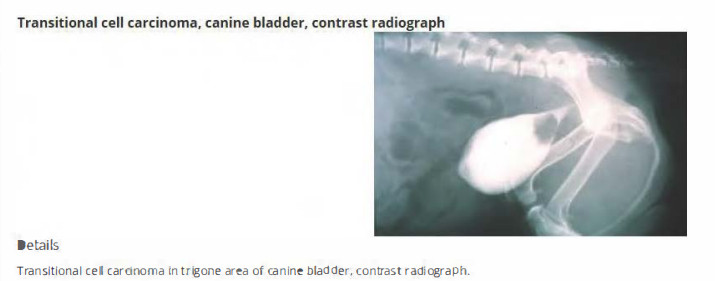 Transitional cell carcinoma, canine bladder, contrast radiograph
Details
Transitional cell carcinoma in trigone area of canine bladder, contrast radiograph.